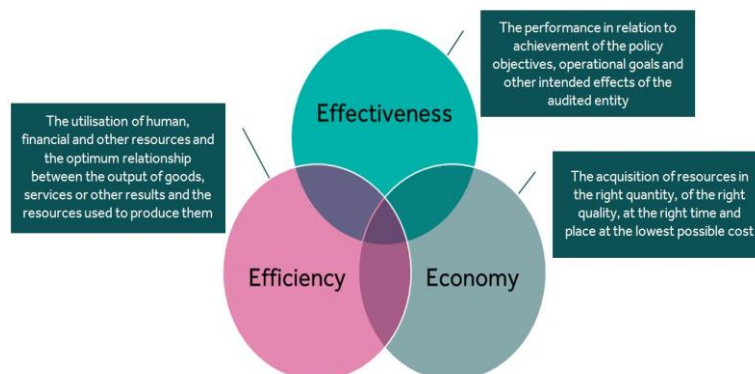 The performance in relation to
achievement of the policy
objectives, operational goals and
other intended effects of the
audited entity
Effectiveness
The utilisation of human,
financial and other resources and
the optimum relationship
between the output of goods,
services or other results and the
resources used to produce them
The acquisition of resources in
the right quantity, of the right
quality, at the right time and
place at the lowest possible cost
Efficiency
Economy